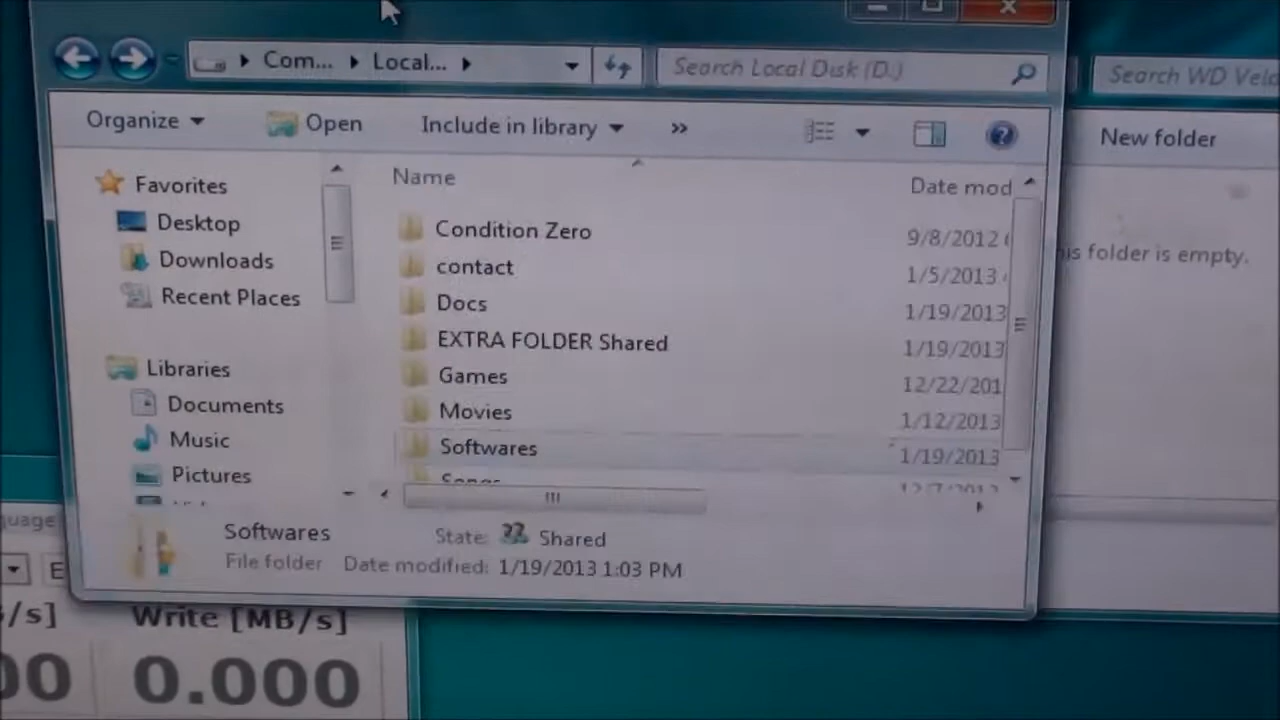 Com... Local...
Search Local Disk (D:)
Search WD Velo
Organize
Open
Include in library
»
New folder
Favorites
Desktop
Downloads
Recent Places
Libraries
Documents
Music
Pictures
Name
Date mod
Condition Zero 9/8/2012
contact 1/5/2013
Docs 1/19/2013
EXTRA FOLDER Shared 1/19/2013
Games 12/22/201
Movies 1/12/2013
Softwares 1/19/2013
Songs
his folder is empty.
Softwares State: Shared
File folder Date modified: 1/19/2013 1:03 PM
guage
E
B/s] Write [MB/s]
00 0.000